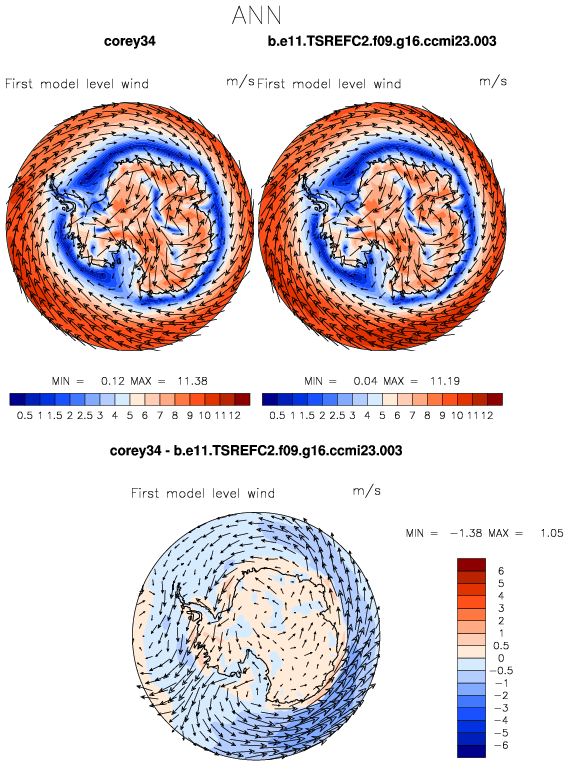 ANN
corey34
b.e11.TSREFC2.f09.g16.ccmi23.003
First model level wind m/s
First model level wind m/s
MIN = 0.12 MAX = 11.38
MIN = 0.04 MAX = 11.19
0.5 1 1.5 2 2.5 3 4 5 6 7 8 9 10 11 12
0.5 1 1.5 2 2.5 3 4 5 6 7 8 9 10 11 12
corey34 - b.e11.TSREFC2.f09.g16.ccmi23.003
First model level wind m/s
MIN = -1.38 MAX = 1.05
6
5
4
3
2
1
0.5
0
-0.5
-1
-2
-3
-4
-5
-6